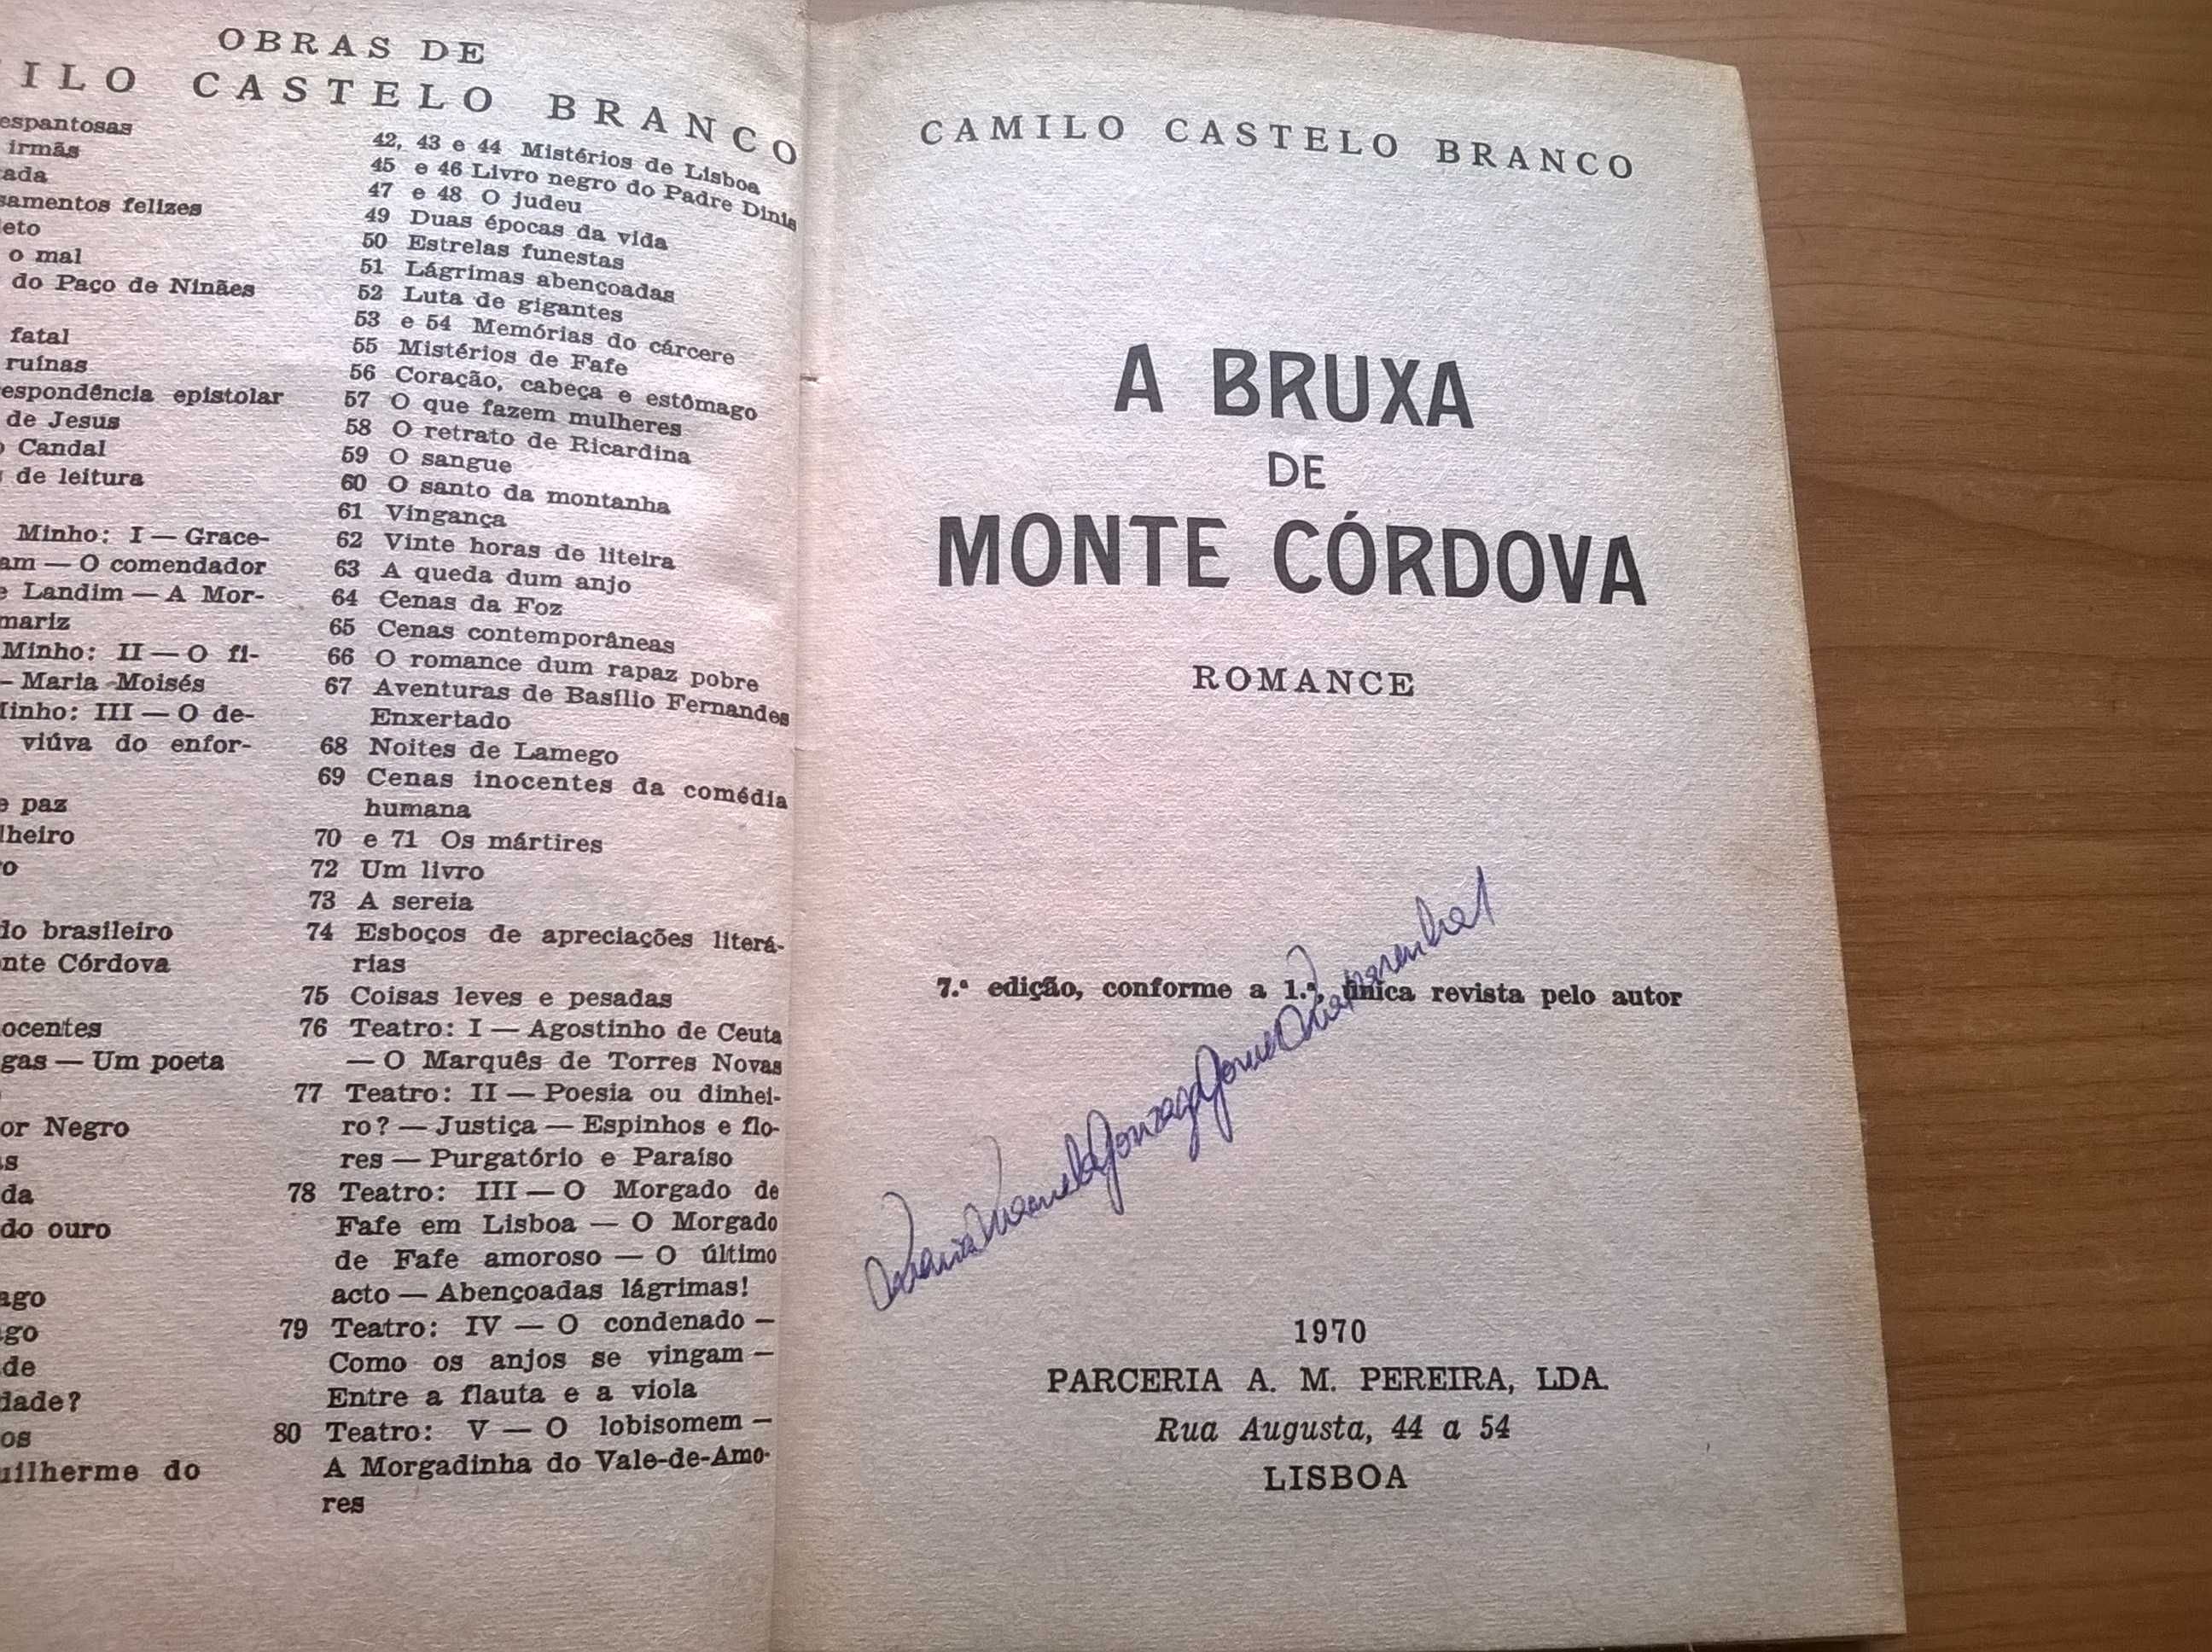 OBRAS DE
ILO CASTELO BRANCO
espantosas
irmãs
ada
samentos felizes
eto
o mal
do Paço de Ninães
fatal
ruínas
espondência epistolar
de Jesus
Candal
de leitura
Minho: I — Grace-
am — O comendador
e Landim — A Mor-
mariz
Minho: II — O fi-
— Maria Moisés
Minho: III — O de-
viúva do enfor-
e paz
lheiro
o
do brasileiro
nte Córdova
ocentes
gas — Um poeta
or Negro
s
da
do ouro
ago
go
de
dade?
os
uilherme do
42, 43 e 44 Mistérios de Lisboa
45 e 46 Livro negro do Padre Dinis
47 e 48 O judeu
49 Duas épocas da vida
50 Estrelas funestas
51 Lágrimas abençoadas
52 Luta de gigantes
53 e 54 Memórias do cárcere
55 Mistérios de Fafe
56 Coração, cabeça e estômago
57 O que fazem mulheres
58 O retrato de Ricardina
59 O sangue
60 O santo da montanha
61 Vingança
62 Vinte horas de liteira
63 A queda dum anjo
64 Cenas da Foz
65 Cenas contemporâneas
66 O romance dum rapaz pobre
67 Aventuras de Basílio Fernandes
Enxertado
68 Noites de Lamego
69 Cenas inocentes da comédia
humana
70 e 71 Os mártires
72 Um livro
73 A sereia
74 Esboços de apreciações literá-
rias
75 Coisas leves e pesadas
76 Teatro: I — Agostinho de Ceuta
— O Marquês de Torres Novas
77 Teatro: II — Poesia ou dinhei-
ro? — Justiça — Espinhos e flo-
res — Purgatório e Paraíso
78 Teatro: III — O Morgado de
Fafe em Lisboa — O Morgado
de Fafe amoroso — O último
acto — Abençoadas lágrimas!
79 Teatro: IV — O condenado —
Como os anjos se vingam —
Entre a flauta e a viola
80 Teatro: V — O lobisomem —
A Morgadinha do Vale-de-Amo-
res
CAMILO CASTELO BRANCO
A BRUXA
DE
MONTE CÓRDOVA
ROMANCE
7.ª edição, conforme a 1.ª, única revista pelo autor
Maria Manuela Gonzaga Gomes
1970
PARCERIA A. M. PEREIRA, LDA.
Rua Augusta, 44 a 54
LISBOA